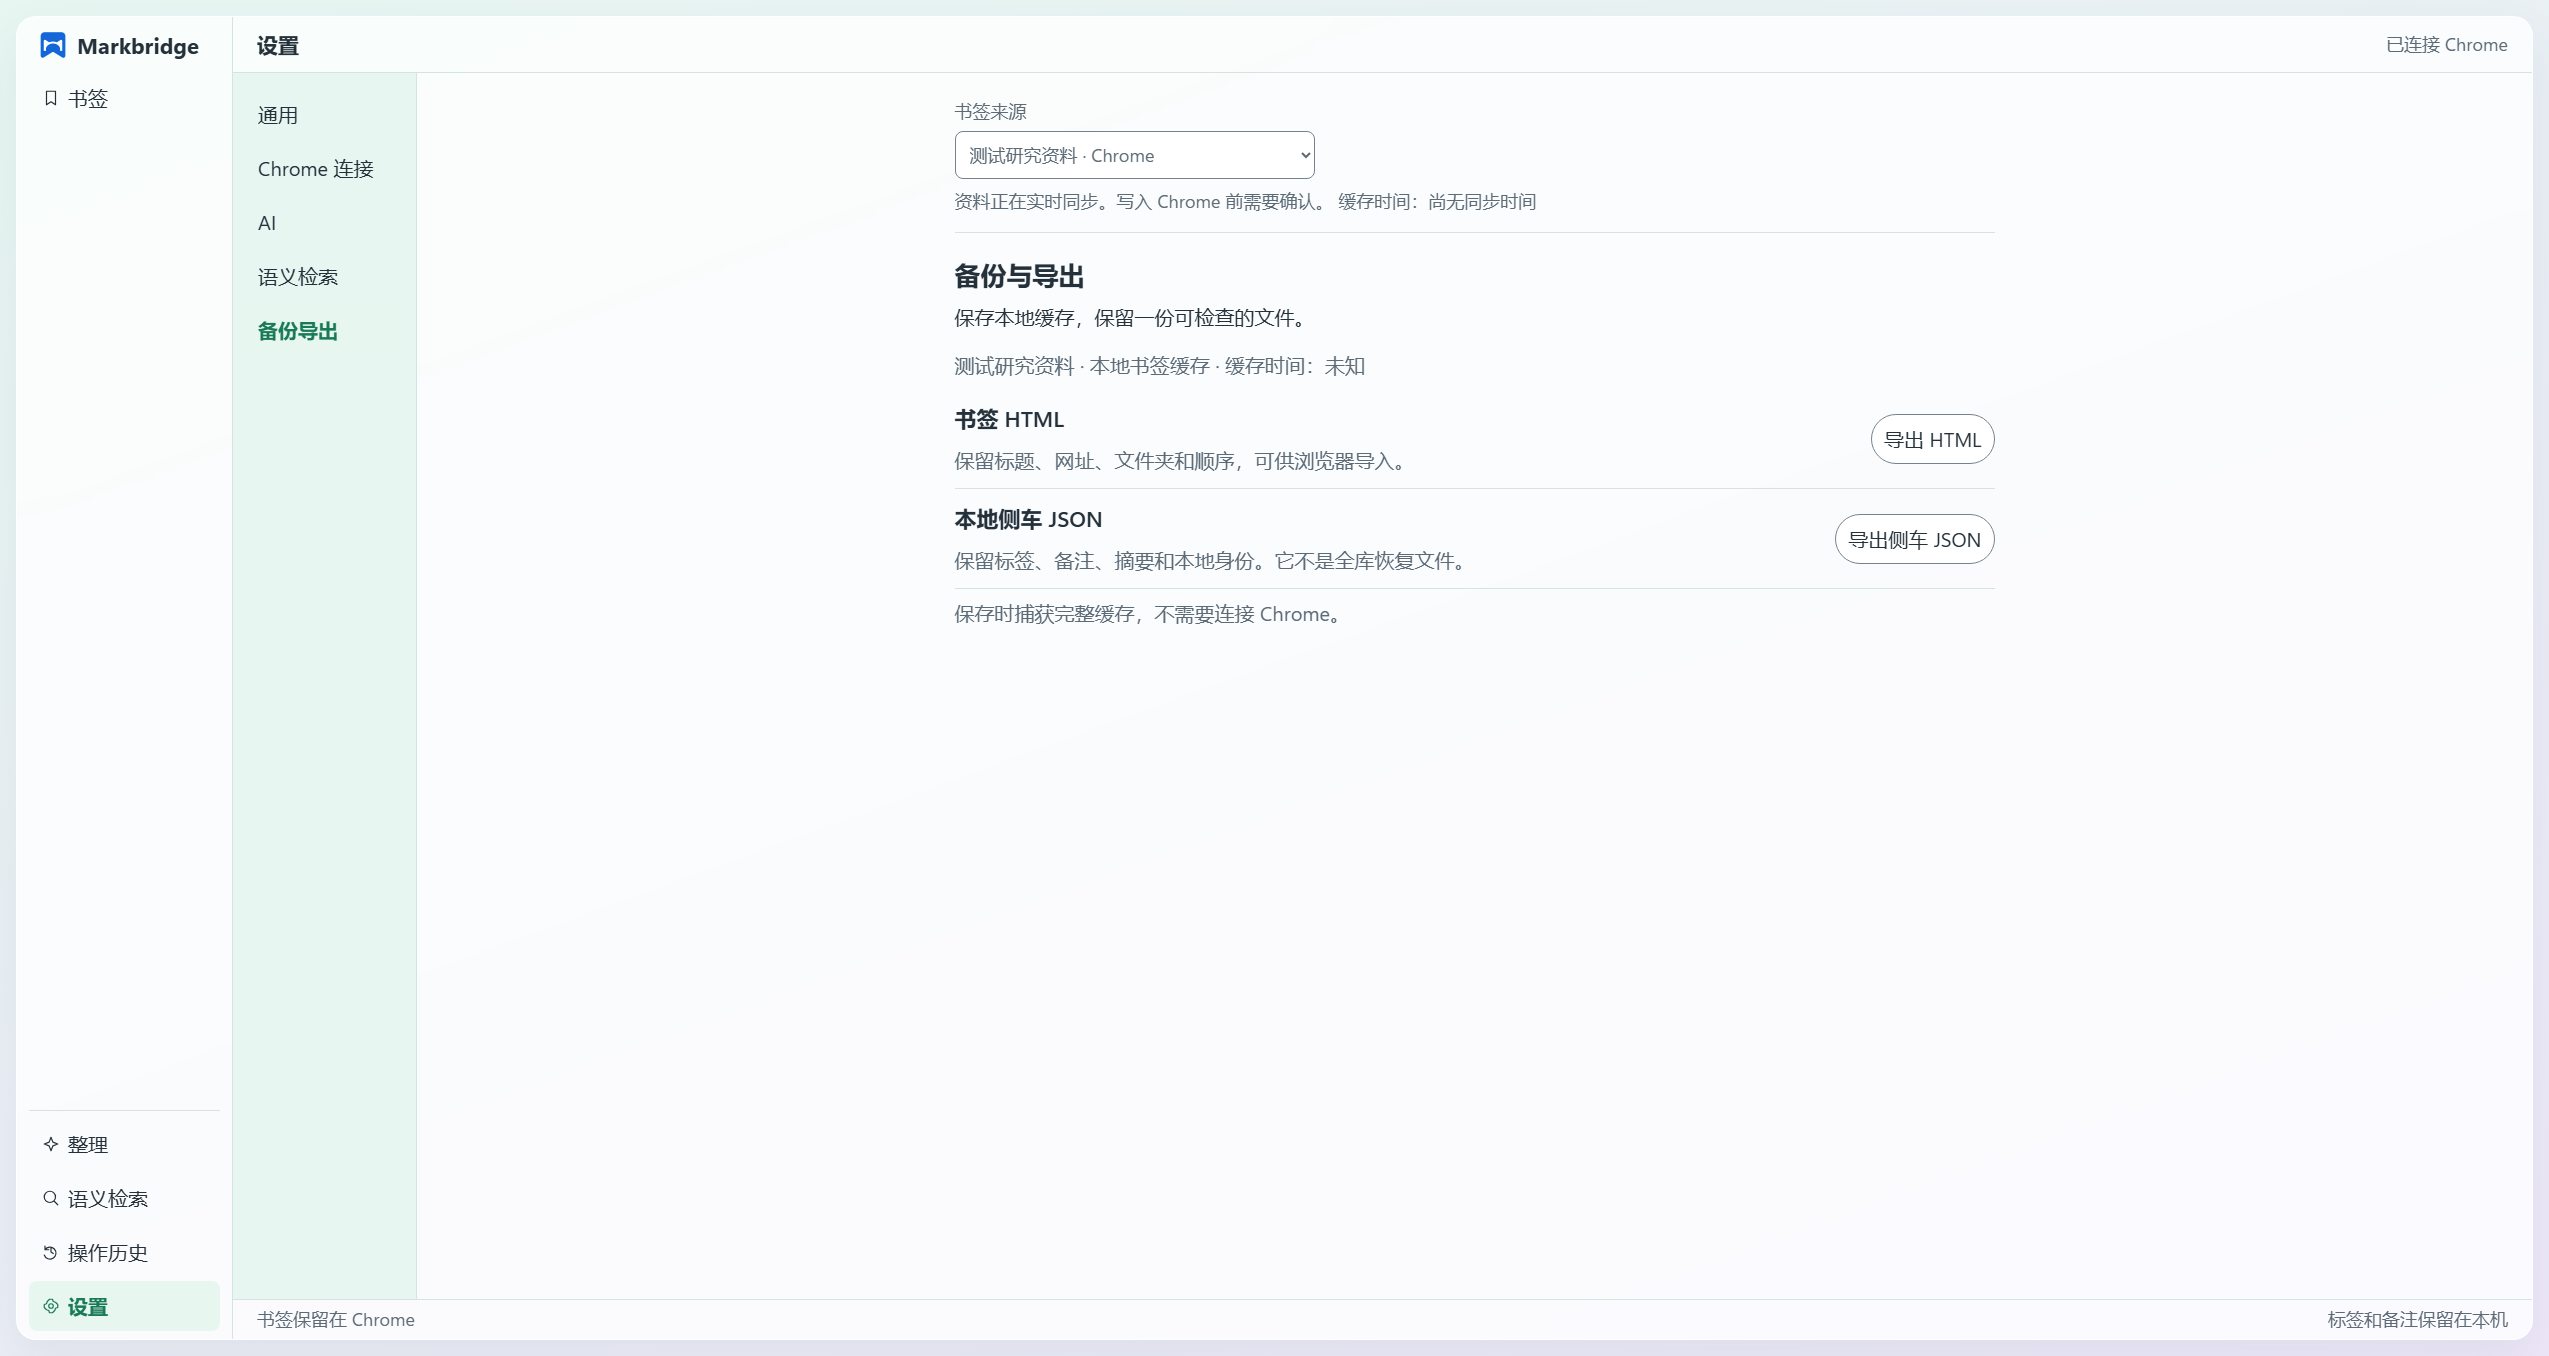 Markbridge
书签
整理
语义检索
操作历史
设置
设置
已连接 Chrome
通用
Chrome 连接
AI
语义检索
备份导出
书签来源
测试研究资料 · Chrome
资料正在实时同步。写入 Chrome 前需要确认。 缓存时间：尚无同步时间
备份与导出
保存本地缓存，保留一份可检查的文件。
测试研究资料 · 本地书签缓存 · 缓存时间：未知
书签 HTML
保留标题、网址、文件夹和顺序，可供浏览器导入。
导出 HTML
本地侧车 JSON
保留标签、备注、摘要和本地身份。它不是全库恢复文件。
导出侧车 JSON
保存时捕获完整缓存，不需要连接 Chrome。
书签保留在 Chrome
标签和备注保留在本机